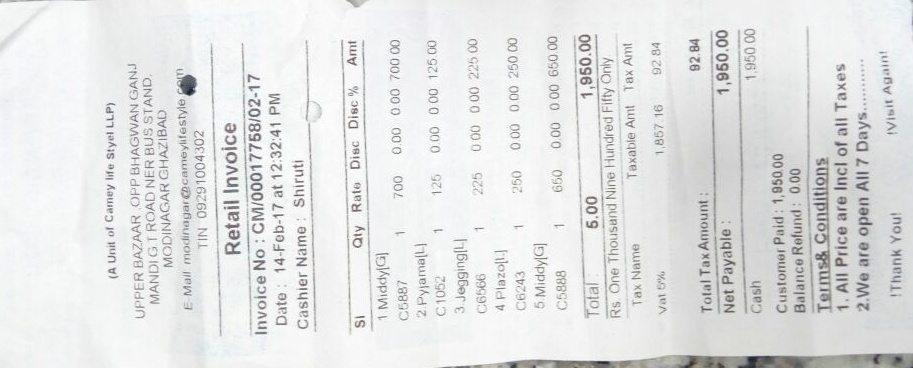 (A Unit of Camey life Styel LLP)
UPPER BAZAAR OPP BHAGWAN GANJ
MANDI G.T ROAD NER BUS STAND.
MODINAGAR GHAZIBAD
E-Mail modinagar@cameylifestyle.com
TIN 09291004302
Retail Invoice
Invoice No : CM/00017758/02-17
Date : 14-Feb-17 at 12:32:41 PM
Cashier Name : Shiruti
Sl Qty Rate Disc Disc % Amt
1 Middy[G]
C5887 1 700 0.00 0.00 700.00
2 Pyjama[L]
C1052 1 125 0.00 0.00 125.00
3 Jegging[L]
C6566 1 225 0.00 0.00 225.00
4 Plazo[L]
C6243 1 250 0.00 0.00 250.00
5 Middy[G]
C5888 1 650 0.00 0.00 650.00
Total : 5.00 1,950.00
Rs. One Thousand Nine Hundred Fifty Only
Tax Name Taxable Amt Tax Amt
Vat 5% 1,857.16 92.84
Total Tax Amount : 92.84
Net Payable : 1,950.00
Cash 1,950.00
Customer Paid : 1,950.00
Balance Refund : 0.00
Terms& Conditions
1. All Price are Incl of all Taxes
2.We are open All 7 Days............
!Thank You! !Visit Again!